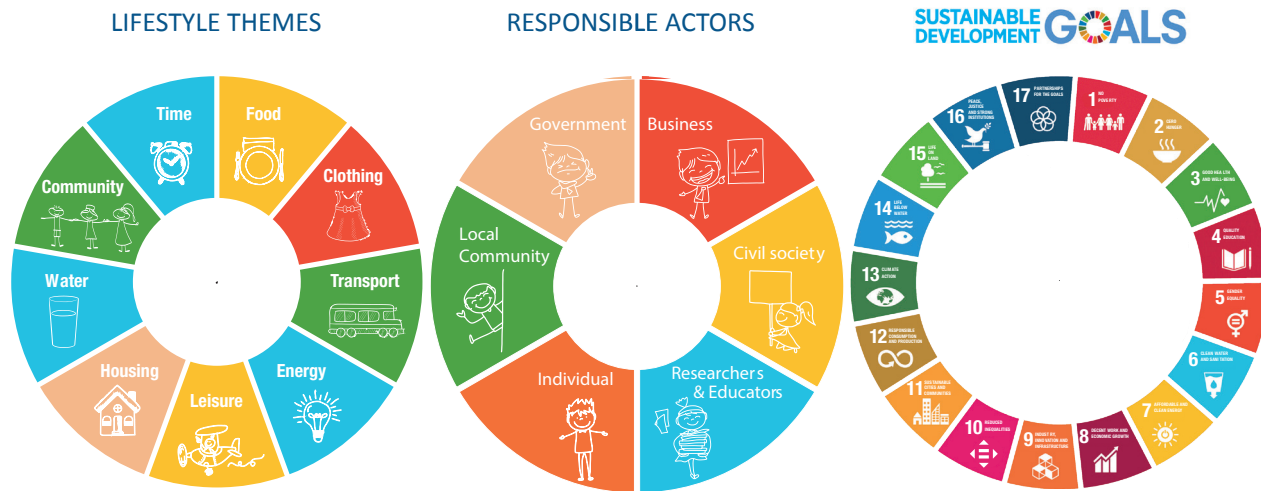 LIFESTYLE THEMES
Time
Food
Clothing
Transport
Energy
Leisure
Housing
Water
Community
RESPONSIBLE ACTORS
Government
Business
Civil society
Researchers
& Educators
Individual
Local
Community
SUSTAINABLE
DEVELOPMENT
GOALS
1 NO
POVERTY
2 ZERO
HUNGER
3 GOOD HEALTH
AND WELL-BEING
4 QUALITY
EDUCATION
5 GENDER
EQUALITY
6 CLEAN WATER
AND SANITATION
7 AFFORDABLE AND
CLEAN ENERGY
8 DECENT WORK AND
ECONOMIC GROWTH
9 INDUSTRY,
INNOVATION AND
INFRASTRUCTURE
10 REDUCED
INEQUALITIES
11 SUSTAINABLE
CITIES AND
COMMUNITIES
12 RESPONSIBLE
CONSUMPTION
AND PRODUCTION
13 CLIMATE
ACTION
14 LIFE
BELOW
WATER
15 LIFE
ON
LAND
16 PEACE,
JUSTICE
AND STRONG
INSTITUTIONS
17 PARTNERSHIPS
FOR THE GOALS